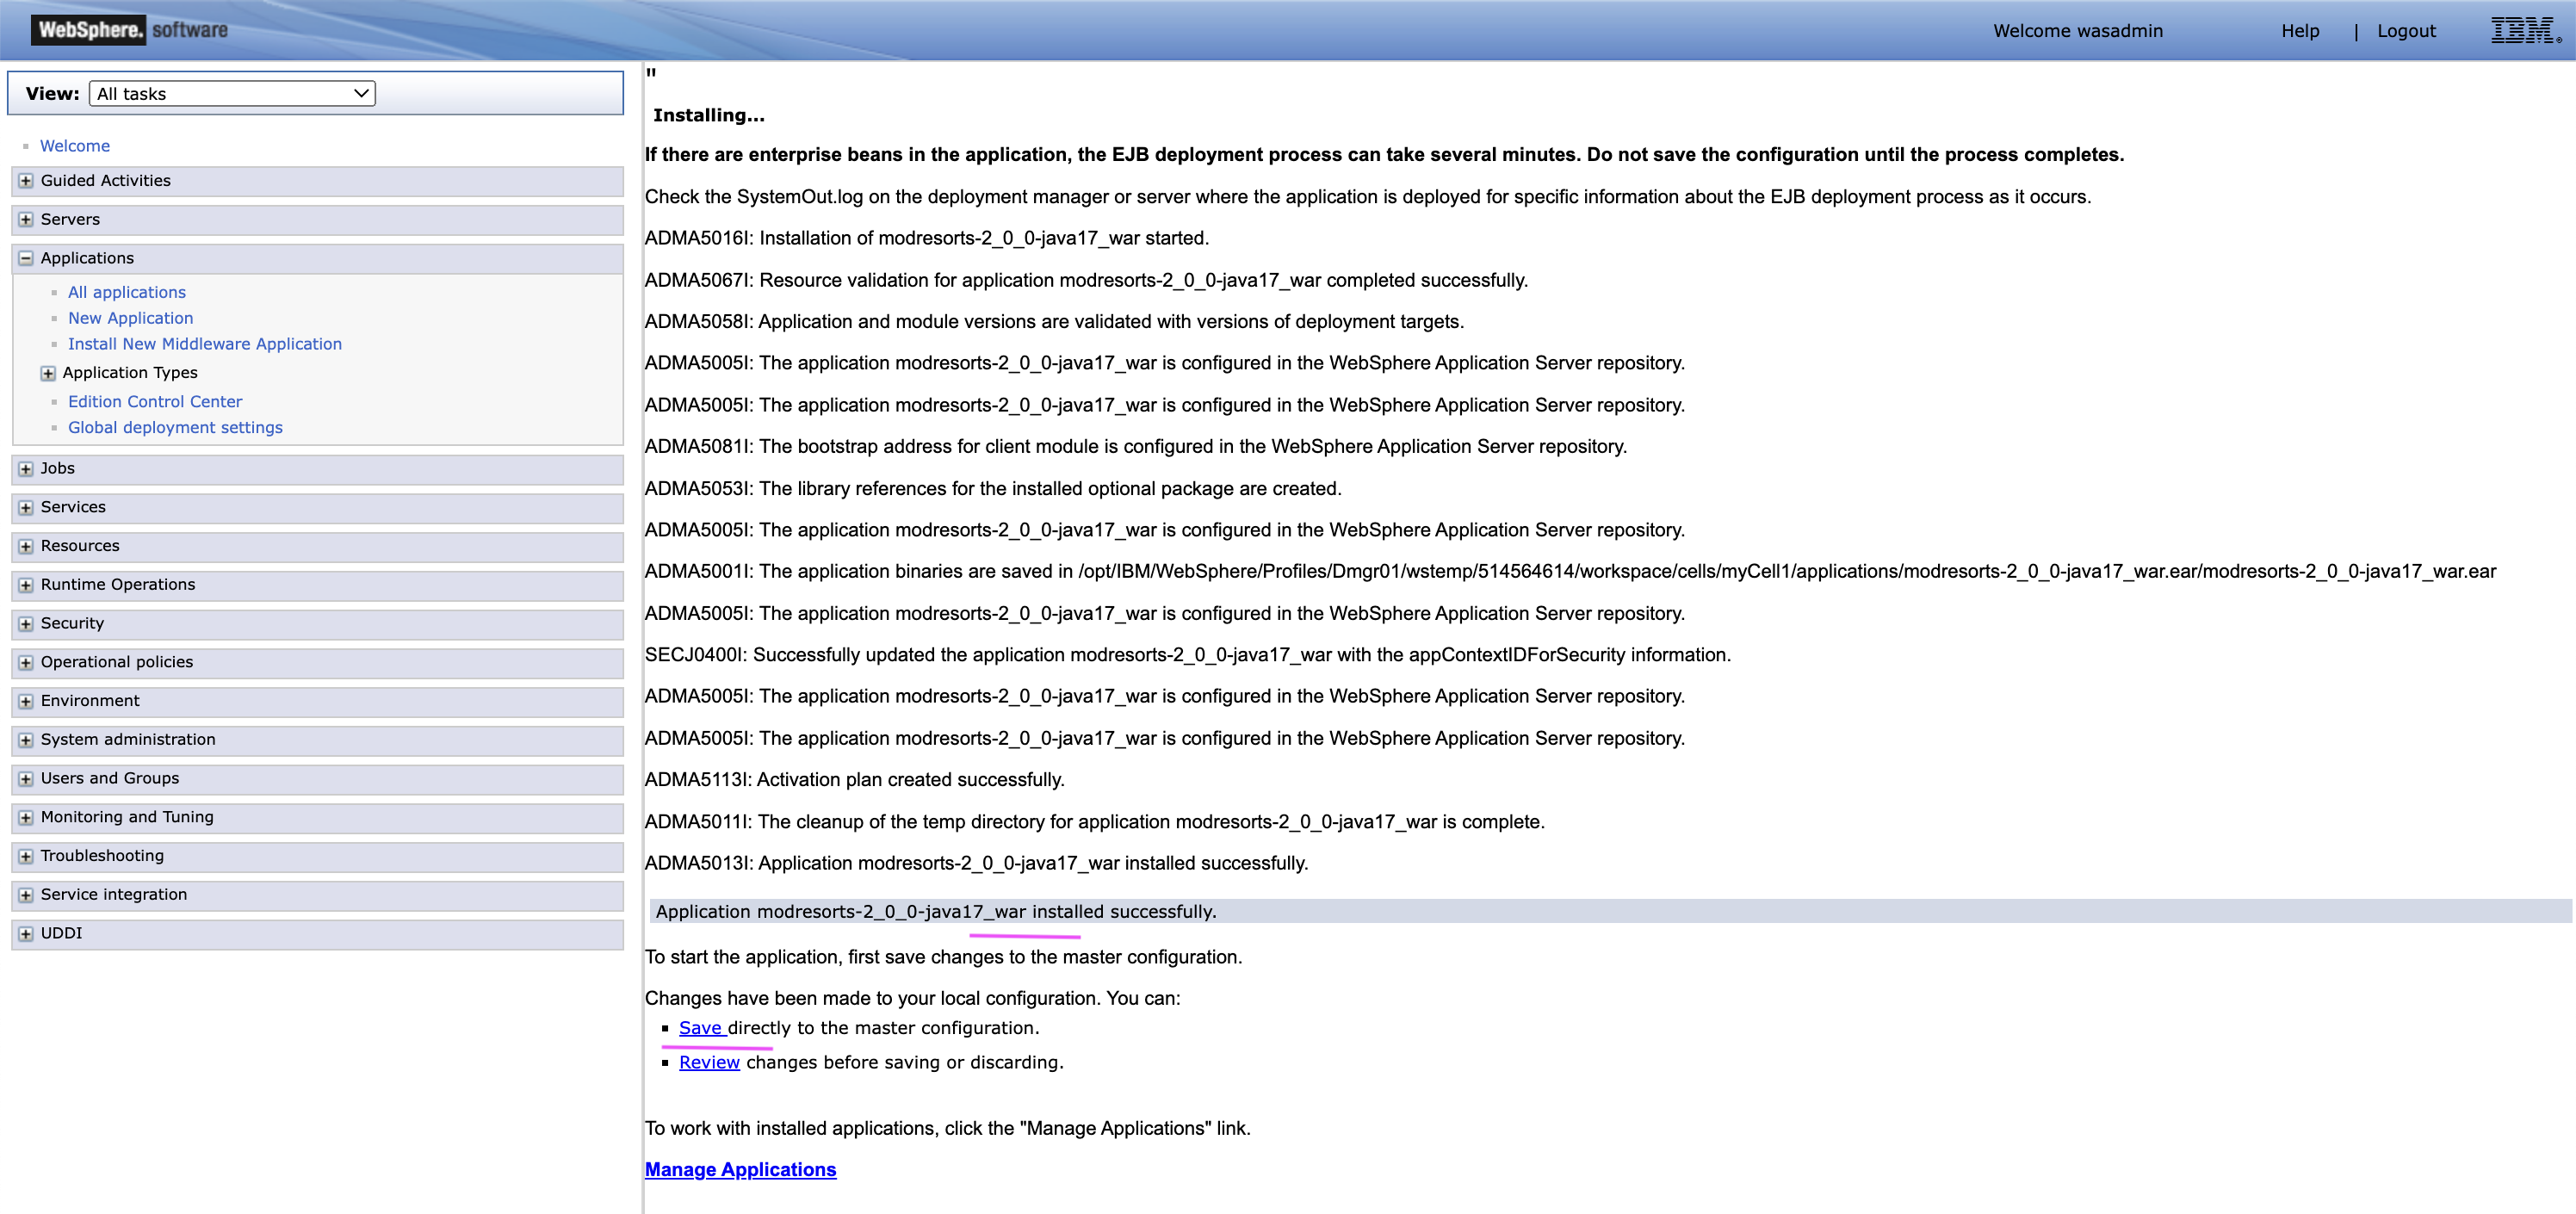 WebSphere. software
Welcome wasadmin
Help | Logout
IBM®
View: All tasks
Welcome
Guided Activities
Servers
Applications
All applications
New Application
Install New Middleware Application
Application Types
Edition Control Center
Global deployment settings
Jobs
Services
Resources
Runtime Operations
Security
Operational policies
Environment
System administration
Users and Groups
Monitoring and Tuning
Troubleshooting
Service integration
UDDI
"
Installing...
If there are enterprise beans in the application, the EJB deployment process can take several minutes. Do not save the configuration until the process completes.
Check the SystemOut.log on the deployment manager or server where the application is deployed for specific information about the EJB deployment process as it occurs.
ADMA5016I: Installation of modresorts-2_0_0-java17_war started.
ADMA5067I: Resource validation for application modresorts-2_0_0-java17_war completed successfully.
ADMA5058I: Application and module versions are validated with versions of deployment targets.
ADMA5005I: The application modresorts-2_0_0-java17_war is configured in the WebSphere Application Server repository.
ADMA5005I: The application modresorts-2_0_0-java17_war is configured in the WebSphere Application Server repository.
ADMA5081I: The bootstrap address for client module is configured in the WebSphere Application Server repository.
ADMA5053I: The library references for the installed optional package are created.
ADMA5005I: The application modresorts-2_0_0-java17_war is configured in the WebSphere Application Server repository.
ADMA5001I: The application binaries are saved in /opt/IBM/WebSphere/Profiles/Dmgr01/wstemp/514564614/workspace/cells/myCell1/applications/modresorts-2_0_0-java17_war.ear/modresorts-2_0_0-java17_war.ear
ADMA5005I: The application modresorts-2_0_0-java17_war is configured in the WebSphere Application Server repository.
SECJ0400I: Successfully updated the application modresorts-2_0_0-java17_war with the appContextIDForSecurity information.
ADMA5005I: The application modresorts-2_0_0-java17_war is configured in the WebSphere Application Server repository.
ADMA5005I: The application modresorts-2_0_0-java17_war is configured in the WebSphere Application Server repository.
ADMA5113I: Activation plan created successfully.
ADMA5011I: The cleanup of the temp directory for application modresorts-2_0_0-java17_war is complete.
ADMA5013I: Application modresorts-2_0_0-java17_war installed successfully.
Application modresorts-2_0_0-java17_war installed successfully.
To start the application, first save changes to the master configuration.
Changes have been made to your local configuration. You can:
Save directly to the master configuration.
Review changes before saving or discarding.
To work with installed applications, click the "Manage Applications" link.
Manage Applications